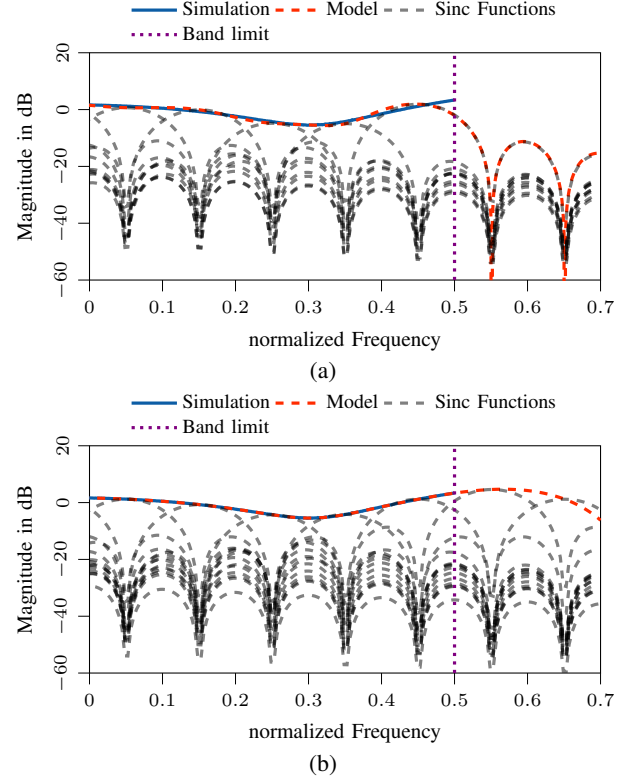 Simulation Model Sinc Functions
Band limit
20
0
−20
−40
−60
Magnitude in dB
0 0.1 0.2 0.3 0.4 0.5 0.6 0.7
normalized Frequency
(a)
Simulation Model Sinc Functions
Band limit
20
0
−20
−40
−60
Magnitude in dB
0 0.1 0.2 0.3 0.4 0.5 0.6 0.7
normalized Frequency
(b)